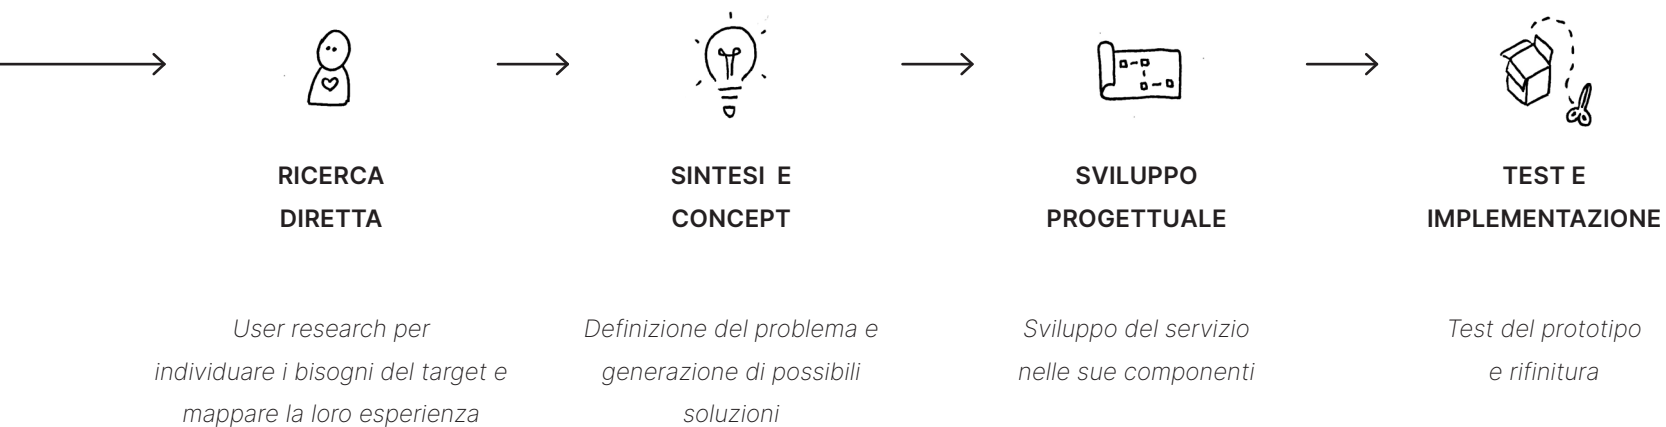 RICERCA
DIRETTA
User research per
individuare i bisogni del target e
mappare la loro esperienza
SINTESI E
CONCEPT
Definizione del problema e
generazione di possibili
soluzioni
SVILUPPO
PROGETTUALE
Sviluppo del servizio
nelle sue componenti
TEST E
IMPLEMENTAZIONE
Test del prototipo
e rifinitura